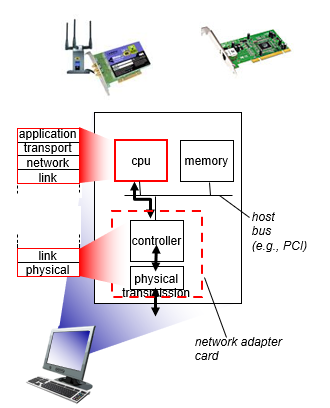 application
transport
network
link
cpu
memory
host
bus
(e.g., PCI)
controller
link
physical
physical
transmission
network adapter
card